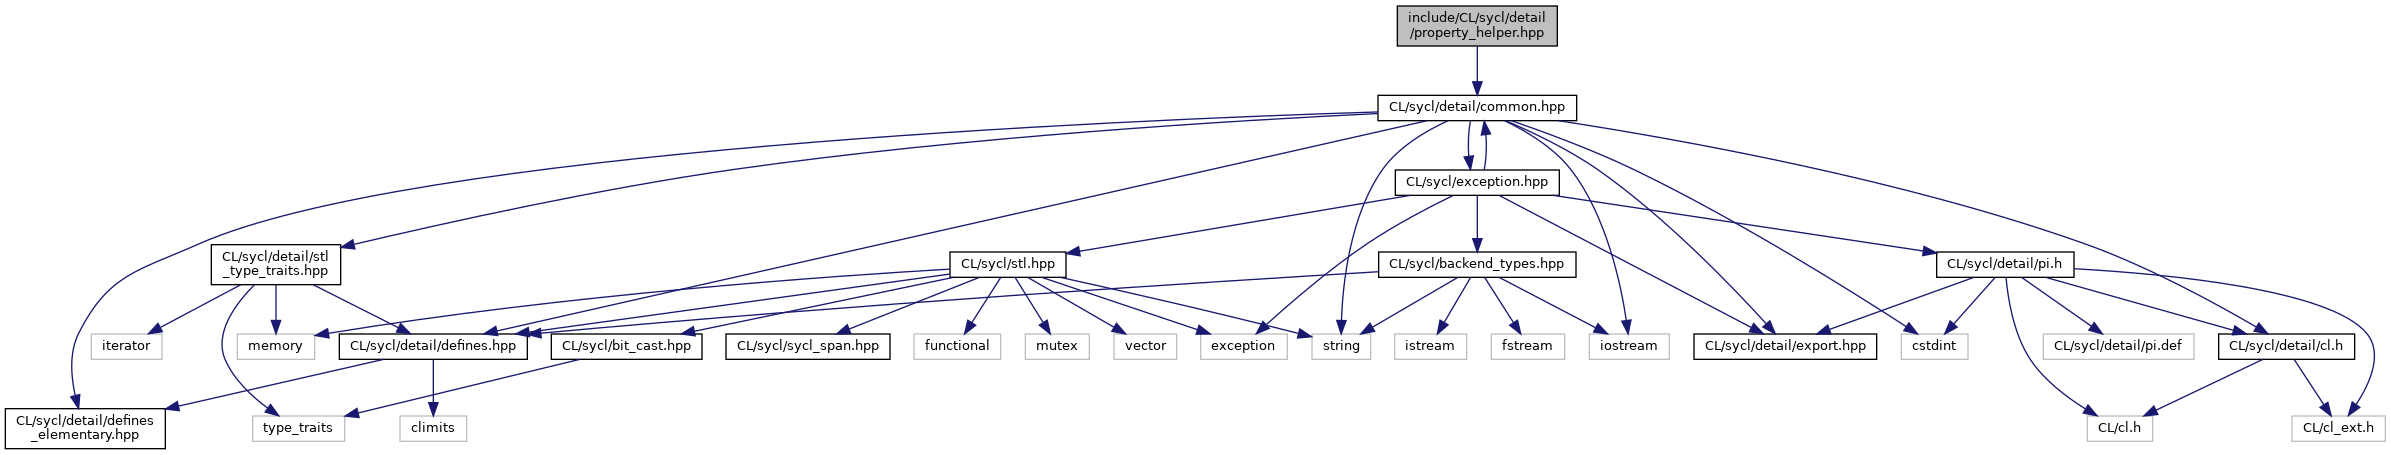 include/CL/sycl/detail
/property_helper.hpp
CL/sycl/detail/common.hpp
CL/sycl/exception.hpp
CL/sycl/detail/stl
_type_traits.hpp
CL/sycl/stl.hpp
CL/sycl/backend_types.hpp
CL/sycl/detail/pi.h
iterator
memory
CL/sycl/detail/defines.hpp
CL/sycl/bit_cast.hpp
CL/sycl/sycl_span.hpp
functional
mutex
vector
exception
string
istream
fstream
iostream
CL/sycl/detail/export.hpp
cstdint
CL/sycl/detail/pi.def
CL/sycl/detail/cl.h
CL/sycl/detail/defines
_elementary.hpp
type_traits
climits
CL/cl.h
CL/cl_ext.h